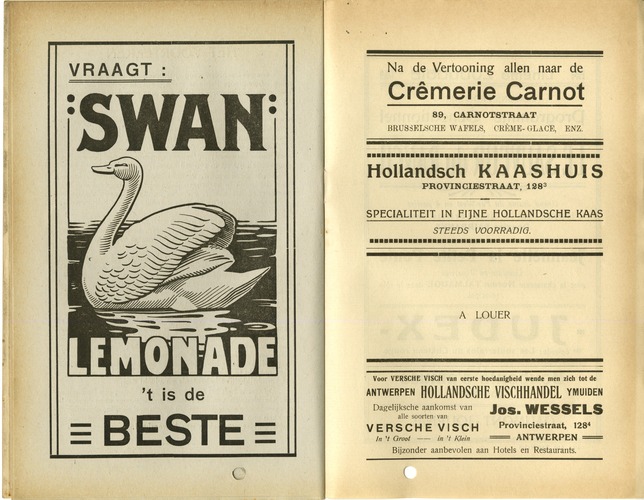 VRAAGT :
SWAN
LEMONADE
't is de
BESTE
Na de Vertooning allen naar de
Crêmerie Carnot
89, CARNOTSTRAAT
BRUSSELSCHE WAFELS, CRÊME-GLACE, ENZ.
Hollandsch KAASHUIS
PROVINCIESTRAAT, 128²
SPECIALITEIT IN FIJNE HOLLANDSCHE KAAS
STEEDS VOORRADIG.
A LOUER
Voor VERSCHE VISCH van eerste hoedanigheid wende men zich tot de
ANTWERPEN HOLLANDSCHE VISCHHANDEL YMUIDEN
Dagelijksche aankomst van
alle soorten van
VERSCHE VISCH
In 't Groot — in 't Klein
Jos. WESSELS
Provinciestraat, 128⁴
ANTWERPEN
Bijzonder aanbevolen aan Hotels en Restaurants.